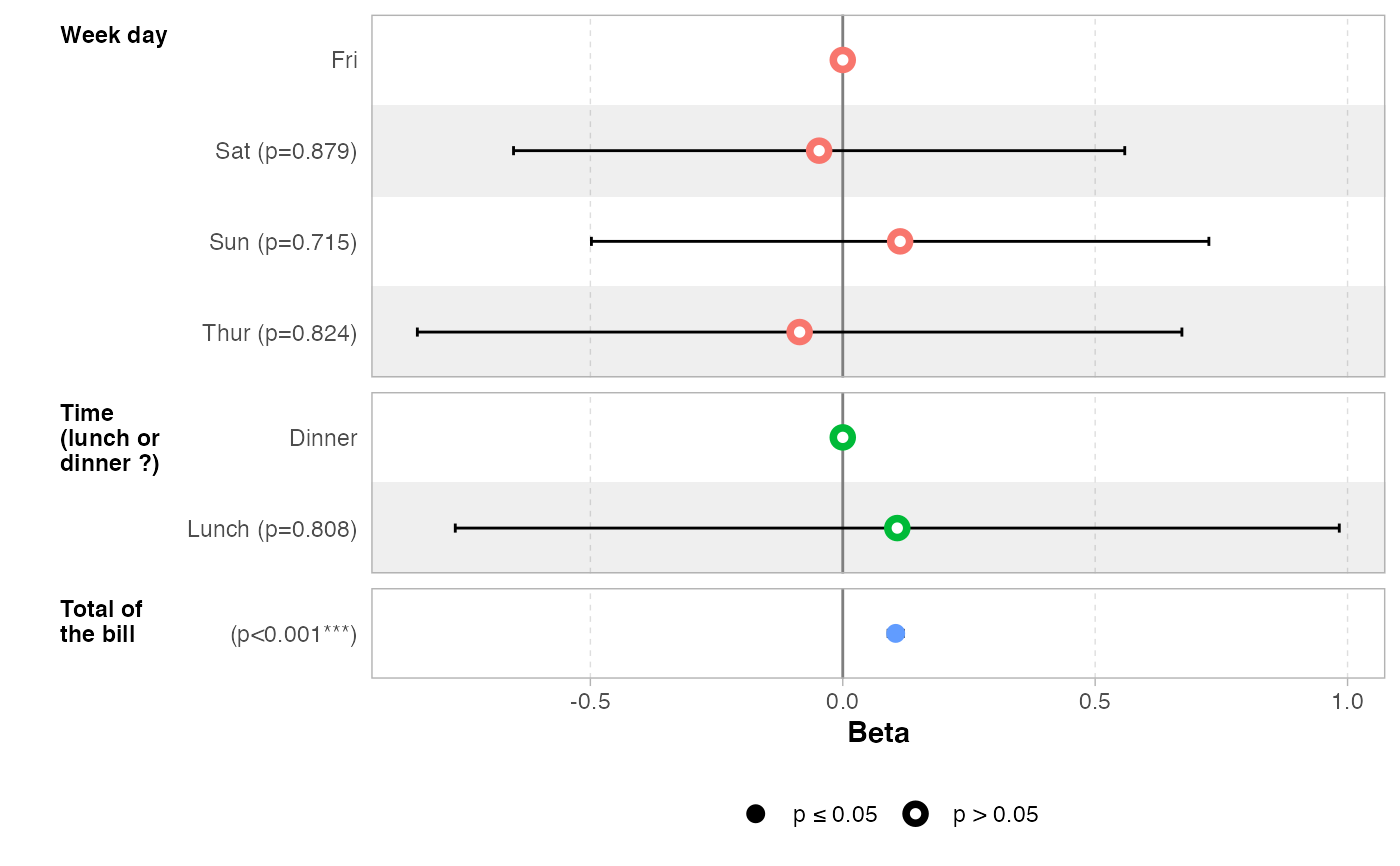 Week day
Fri
Sat (p=0.879)
Sun (p=0.715)
Thur (p=0.824)
Time
(lunch or
dinner ?)
Dinner
Lunch (p=0.808)
Total of
the bill
(p<0.001***)
-0.5 0.0 0.5 1.0
Beta
p ≤ 0.05 p > 0.05